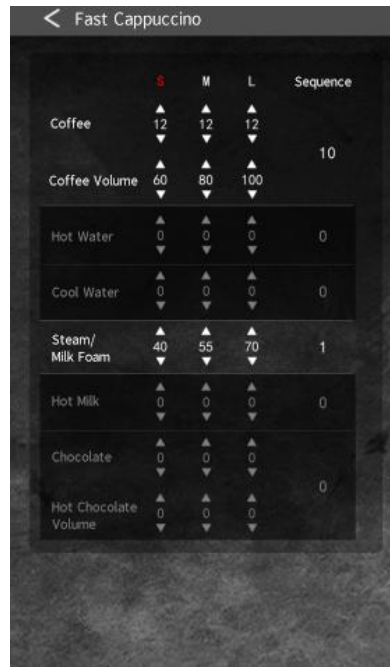 Fast Cappuccino
S M L Sequence
Coffee 12 12 12
10
Coffee Volume 60 80 100
Hot Water 0 0 0 0
Cool Water 0 0 0 0
Steam/
Milk Foam 40 55 70 1
Hot Milk 0 0 0 0
Chocolate 0 0 0
0
Hot Chocolate
Volume 0 0 0